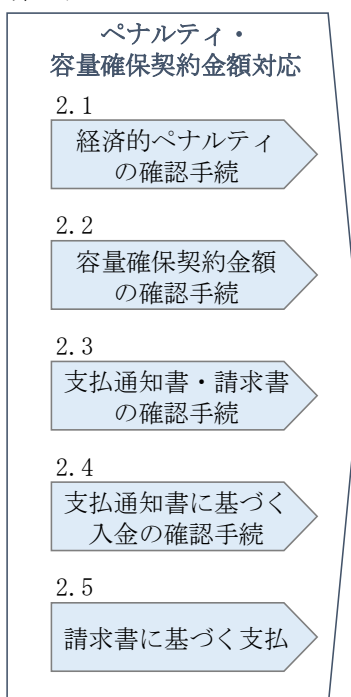 ペナルティ・
容量確保契約金額対応
2.1
経済的ペナルティ
の確認手続
2.2
容量確保契約金額
の確認手続
2.3
支払通知書・請求書
の確認手続
2.4
支払通知書に基づく
入金の確認手続
2.5
請求書に基づく支払